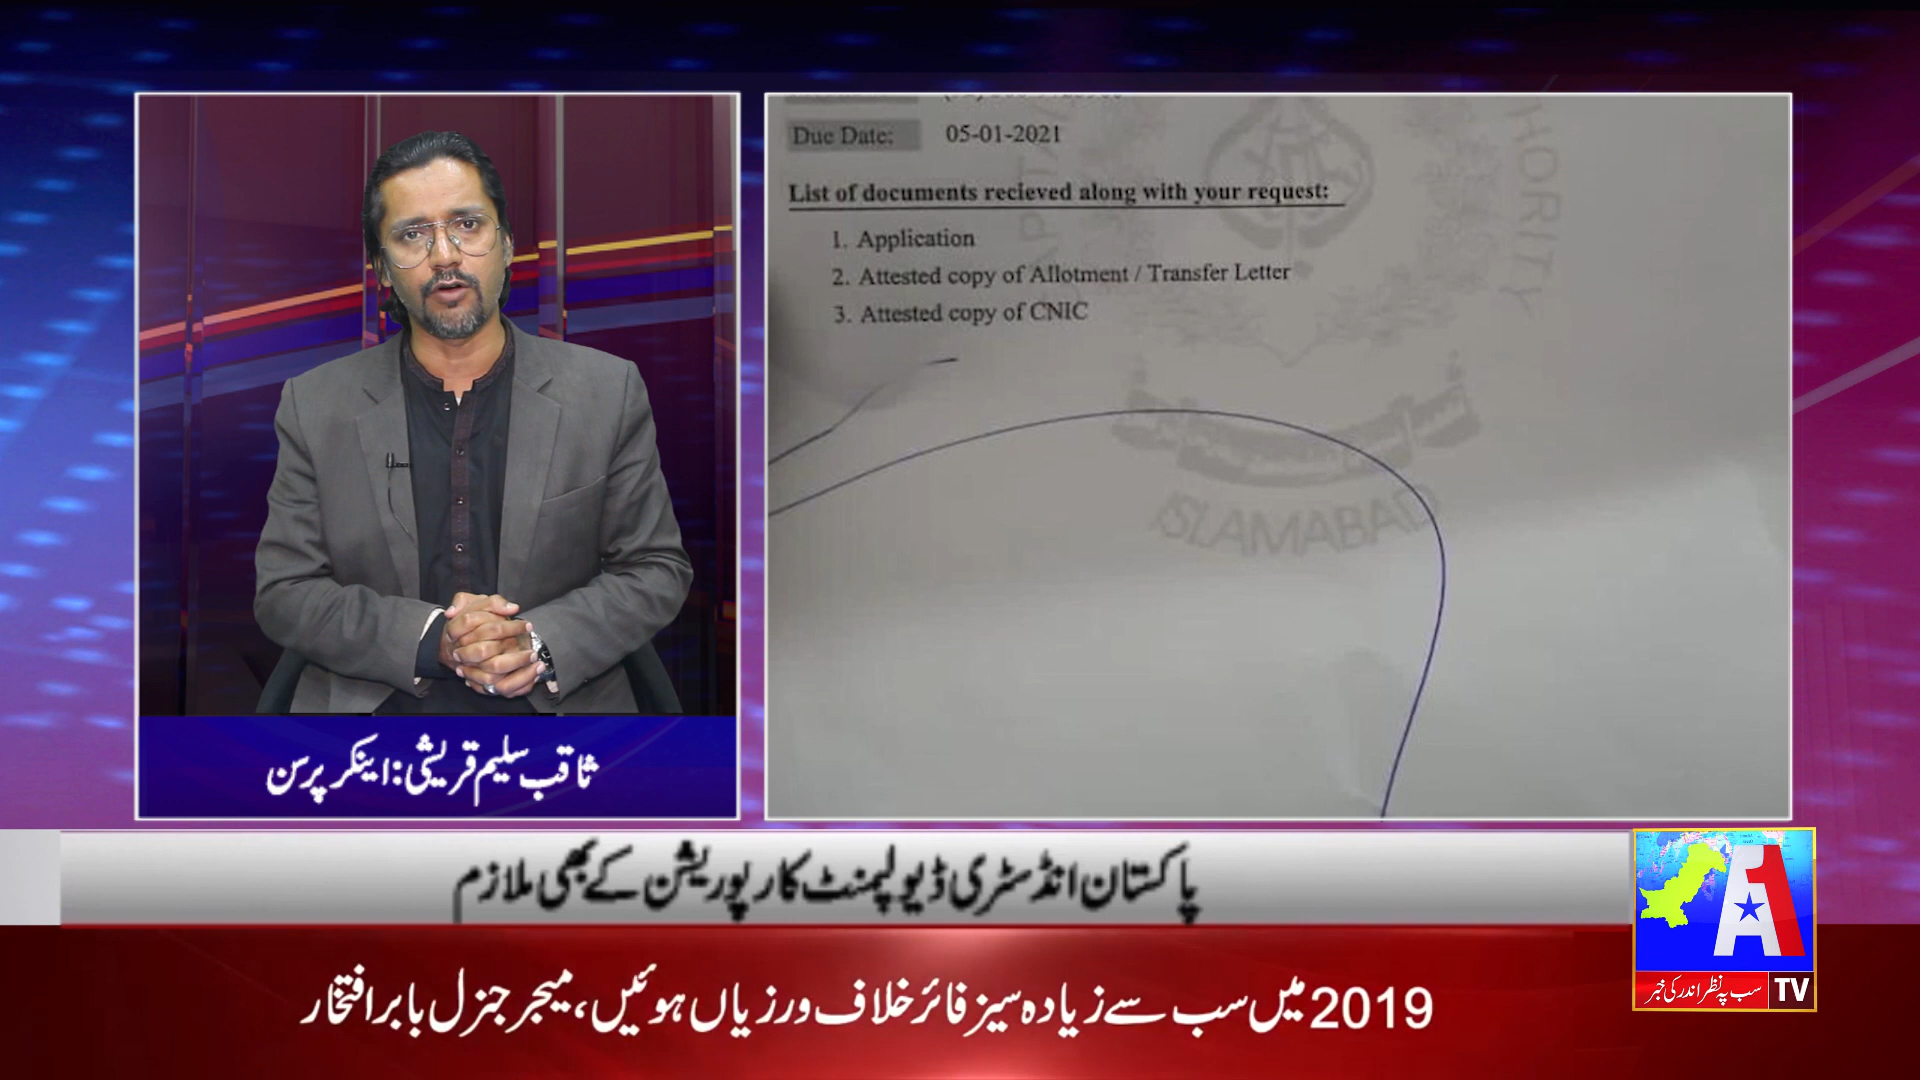 Due Date: 05-01-2021
List of documents recieved along with your request:
1. Application
2. Attested copy of Allotment / Transfer Letter
3. Attested copy of CNIC
HORITY
ISLAMABAD
ثاقب سلیم قریشی: اینکر پرسن
پاکستان انڈسٹری ڈیولپمنٹ کارپوریشن کے بھی ملازم
2019 میں سب سے زیادہ سیز فائر خلاف ورزیاں ہوئیں، میجر جنرل بابر افتخار
A1
سب پہ نظر اندر کی خبر TV